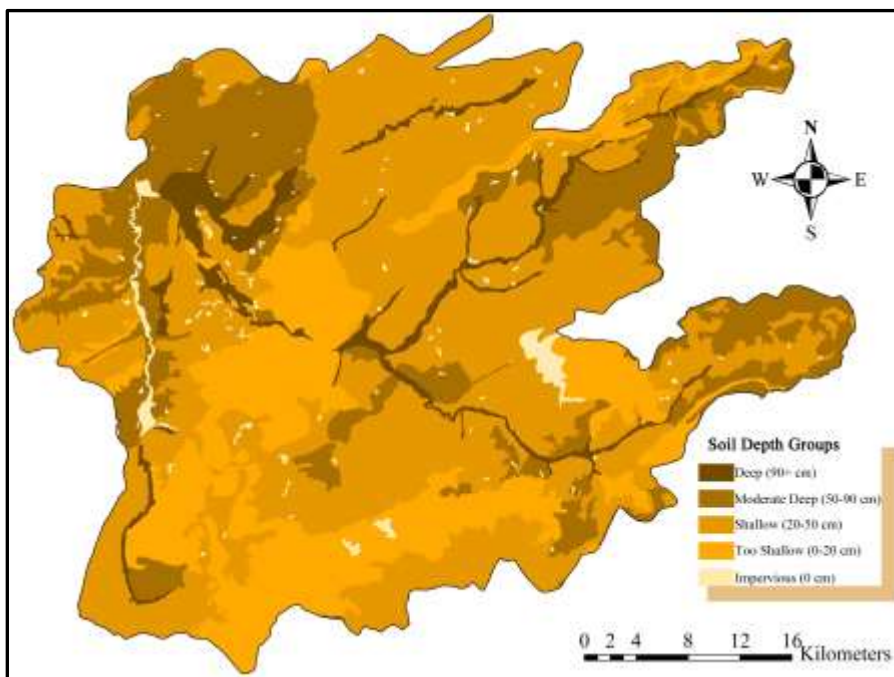 N
W E
S
Soil Depth Groups
Deep (90+ cm)
Moderate Deep (50-90 cm)
Shallow (20-50 cm)
Too Shallow (0-20 cm)
Impervious (0 cm)
0 2 4 8 12 16
Kilometers